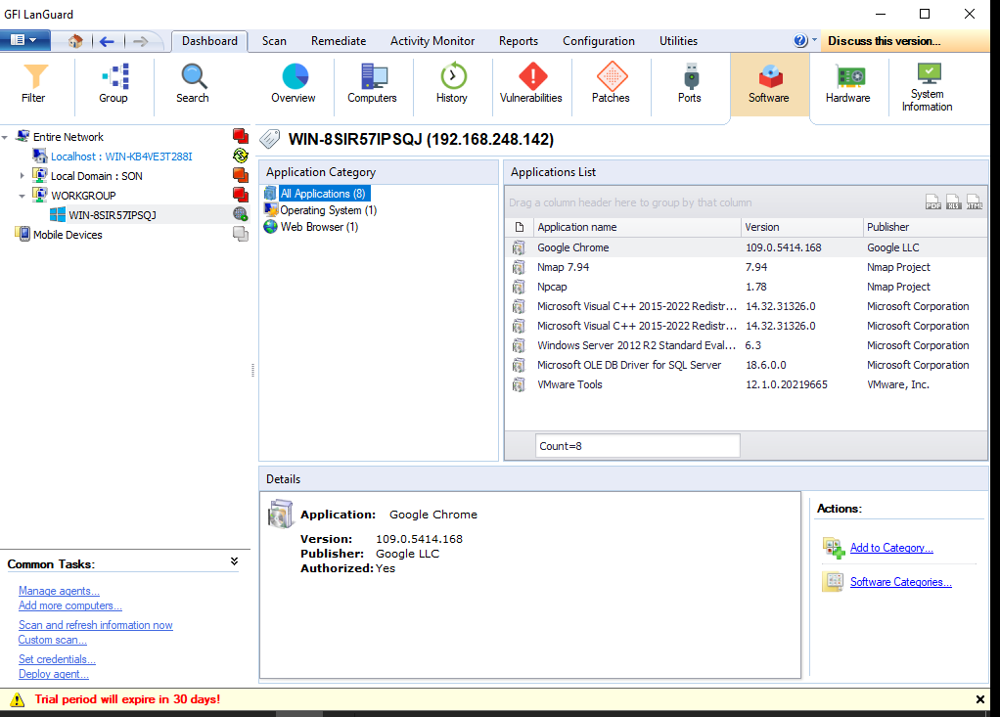 GFI LanGuard
Dashboard Scan Remediate Activity Monitor Reports Configuration Utilities Discuss this version...
Filter Group Search Overview Computers History Vulnerabilities Patches Ports Software Hardware System Information
Entire Network
Localhost : WIN-KB4VE3T288I
Local Domain : SON
WORKGROUP
WIN-8SIR57IPSQJ
Mobile Devices
Common Tasks:
Manage agents...
Add more computers...
Scan and refresh information now
Custom scan...
Set credentials...
Deploy agent...
WIN-8SIR57IPSQJ (192.168.248.142)
Application Category
All Applications (8)
Operating System (1)
Web Browser (1)
Applications List
Drag a column header here to group by that column
PDF XLS HTML
Application name Version Publisher
Google Chrome 109.0.5414.168 Google LLC
Nmap 7.94 7.94 Nmap Project
Npcap 1.78 Nmap Project
Microsoft Visual C++ 2015-2022 Redistr... 14.32.31326.0 Microsoft Corporation
Microsoft Visual C++ 2015-2022 Redistr... 14.32.31326.0 Microsoft Corporation
Windows Server 2012 R2 Standard Eval... 6.3 Microsoft Corporation
Microsoft OLE DB Driver for SQL Server 18.6.0.0 Microsoft Corporation
VMware Tools 12.1.0.20219665 VMware, Inc.
Count=8
Details
Application: Google Chrome
Version: 109.0.5414.168
Publisher: Google LLC
Authorized: Yes
Actions:
Add to Category...
Software Categories...
Trial period will expire in 30 days!